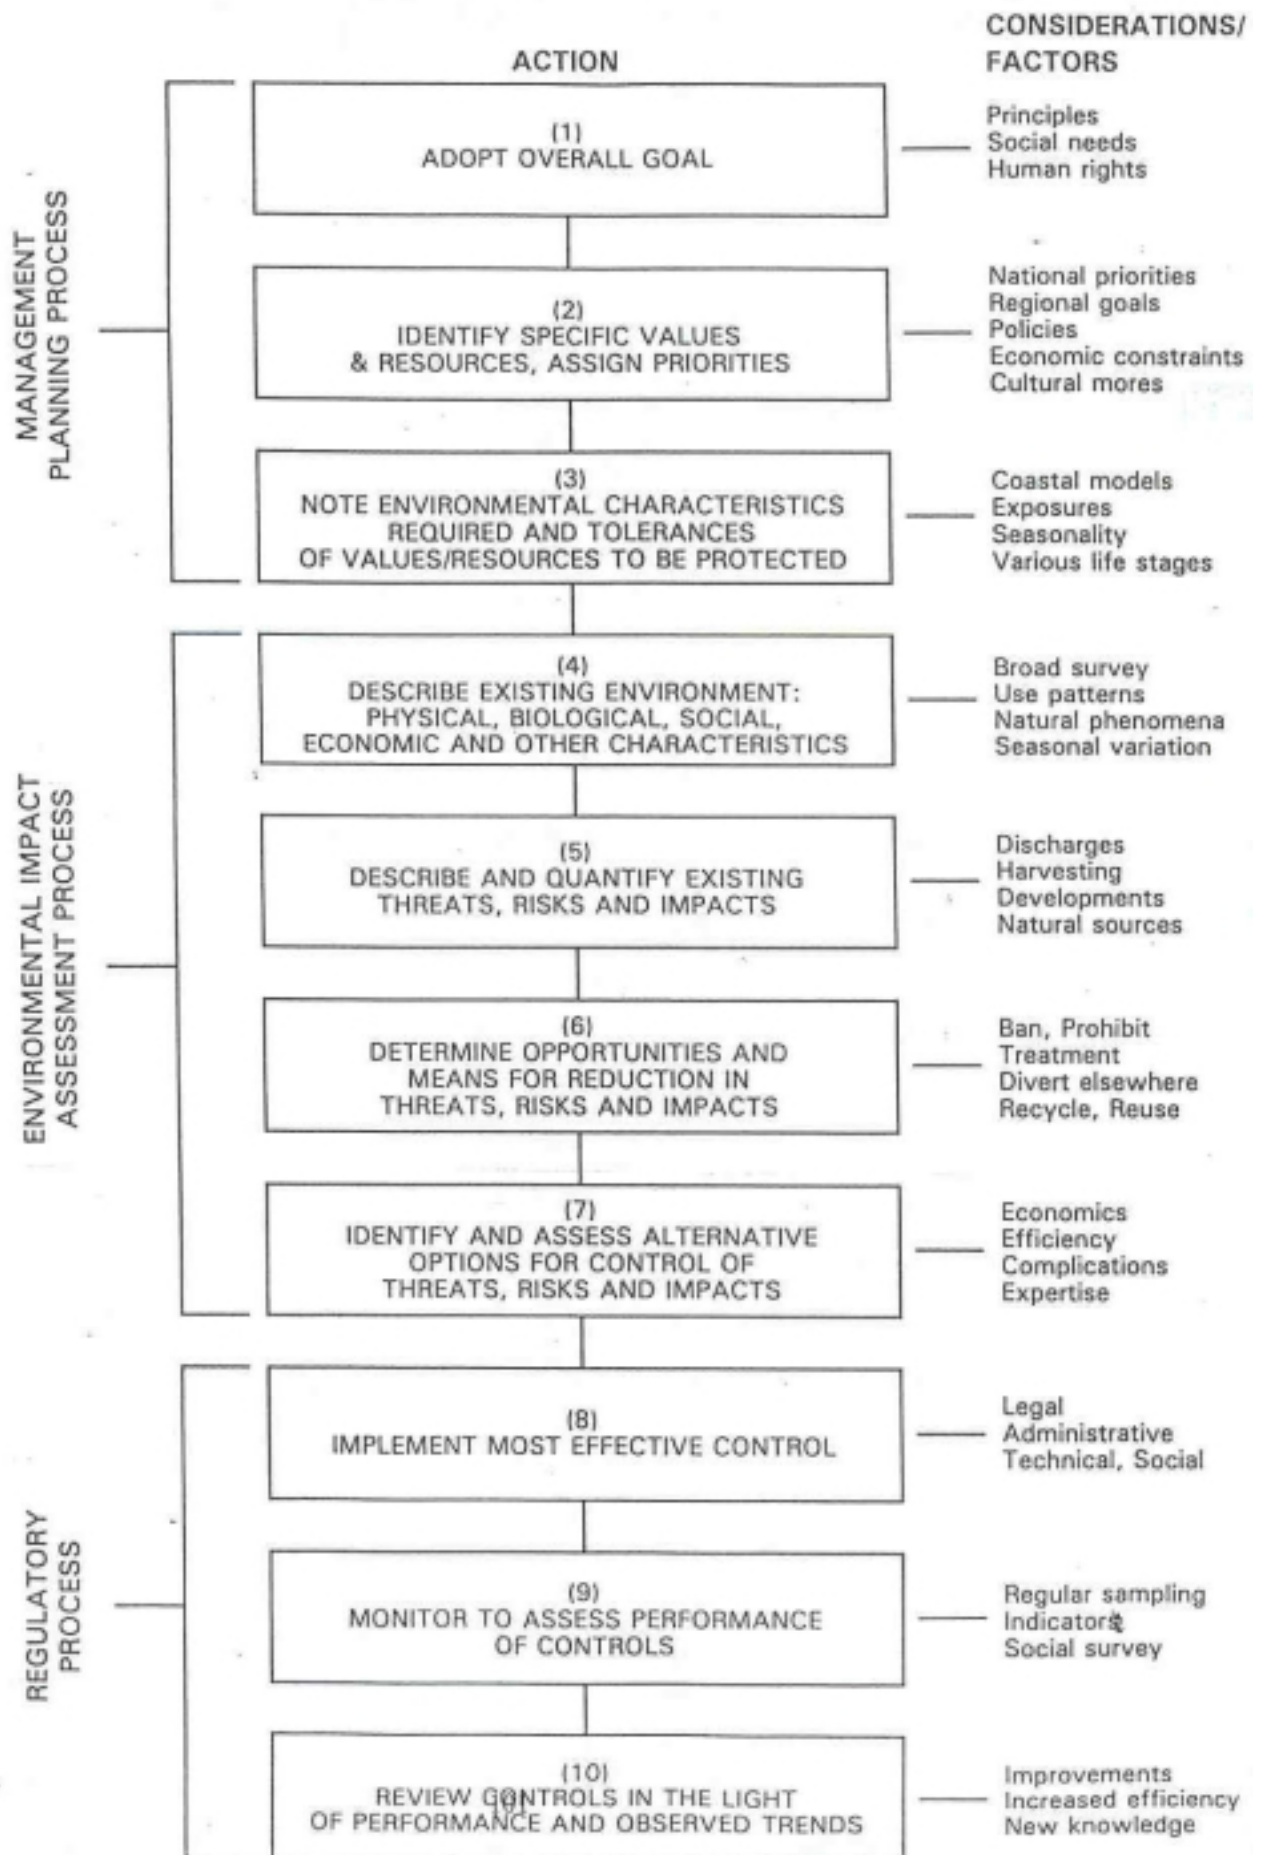 CONSIDERATIONS/
FACTORS
ACTION
MANAGEMENT
PLANNING PROCESS
(1)
ADOPT OVERALL GOAL
Principles
Social needs
Human rights
(2)
IDENTIFY SPECIFIC VALUES
& RESOURCES, ASSIGN PRIORITIES
National priorities
Regional goals
Policies
Economic constraints
Cultural mores
(3)
NOTE ENVIRONMENTAL CHARACTERISTICS
REQUIRED AND TOLERANCES
OF VALUES/RESOURCES TO BE PROTECTED
Coastal models
Exposures
Seasonality
Various life stages
ENVIRONMENTAL IMPACT
ASSESSMENT PROCESS
(4)
DESCRIBE EXISTING ENVIRONMENT:
PHYSICAL, BIOLOGICAL, SOCIAL,
ECONOMIC AND OTHER CHARACTERISTICS
Broad survey
Use patterns
Natural phenomena
Seasonal variation
(5)
DESCRIBE AND QUANTIFY EXISTING
THREATS, RISKS AND IMPACTS
Discharges
Harvesting
Developments
Natural sources
(6)
DETERMINE OPPORTUNITIES AND
MEANS FOR REDUCTION IN
THREATS, RISKS AND IMPACTS
Ban, Prohibit
Treatment
Divert elsewhere
Recycle, Reuse
(7)
IDENTIFY AND ASSESS ALTERNATIVE
OPTIONS FOR CONTROL OF
THREATS, RISKS AND IMPACTS
Economics
Efficiency
Complications
Expertise
REGULATORY
PROCESS
(8)
IMPLEMENT MOST EFFECTIVE CONTROL
Legal
Administrative
Technical, Social
(9)
MONITOR TO ASSESS PERFORMANCE
OF CONTROLS
Regular sampling
Indicators
Social survey
(10)
REVIEW CONTROLS IN THE LIGHT
OF PERFORMANCE AND OBSERVED TRENDS
Improvements
Increased efficiency
New knowledge